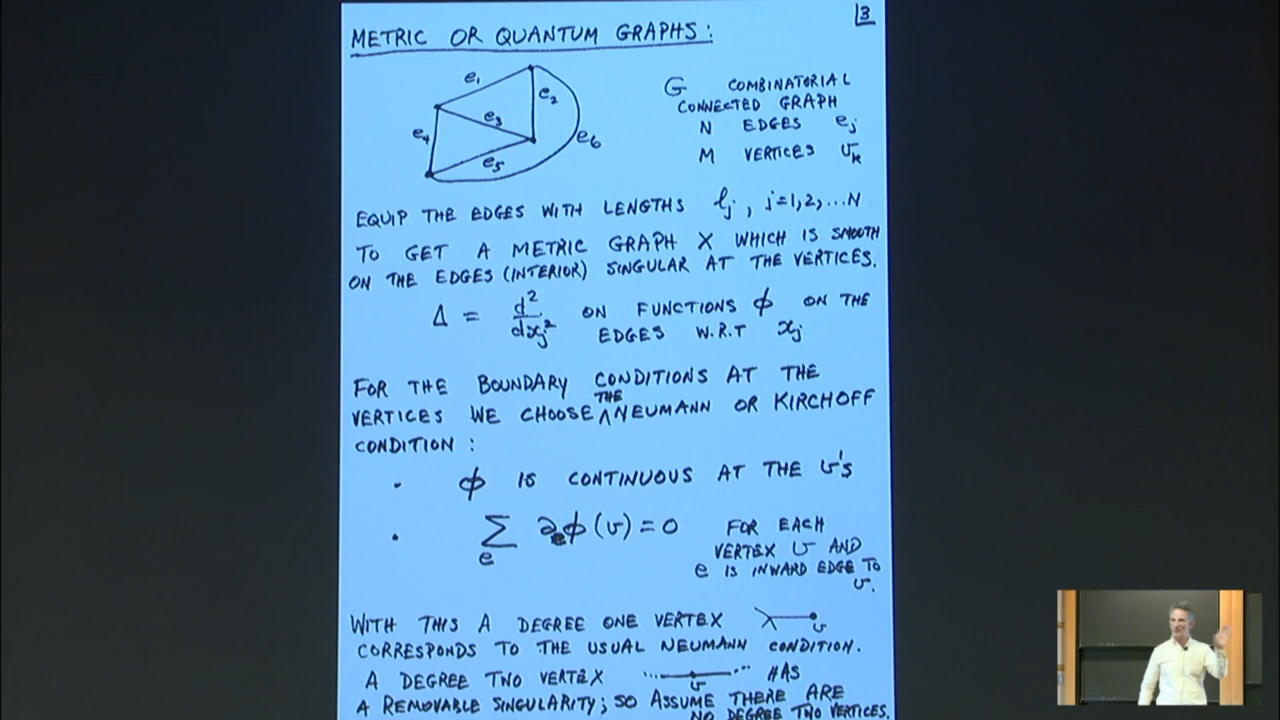 3
METRIC OR QUANTUM GRAPHS:
e₁
e₂
e₃
e₄
e₅
e₆
G COMBINATORIAL
CONNECTED GRAPH
N EDGES eⱼ
M VERTICES vₖ
EQUIP THE EDGES WITH LENGTHS ℓⱼ, j=1,2,...N
TO GET A METRIC GRAPH X WHICH IS SMOOTH
ON THE EDGES (INTERIOR) SINGULAR AT THE VERTICES.
Δ = d²/dxⱼ² ON FUNCTIONS ϕ ON THE
EDGES W.R.T xⱼ
FOR THE BOUNDARY CONDITIONS AT THE
VERTICES WE CHOOSE THE NEUMANN OR KIRCHOFF
CONDITION:
· ϕ IS CONTINUOUS AT THE v'S
· ∑ₑ ∂ₑϕ(v) = 0 FOR EACH
VERTEX v AND
e IS INWARD EDGE TO
v.
WITH THIS A DEGREE ONE VERTEX v
CORRESPONDS TO THE USUAL NEUMANN CONDITION.
A DEGREE TWO VERTEX ... v ... HAS
A REMOVABLE SINGULARITY; SO ASSUME THERE ARE
NO DEGREE TWO VERTICES.